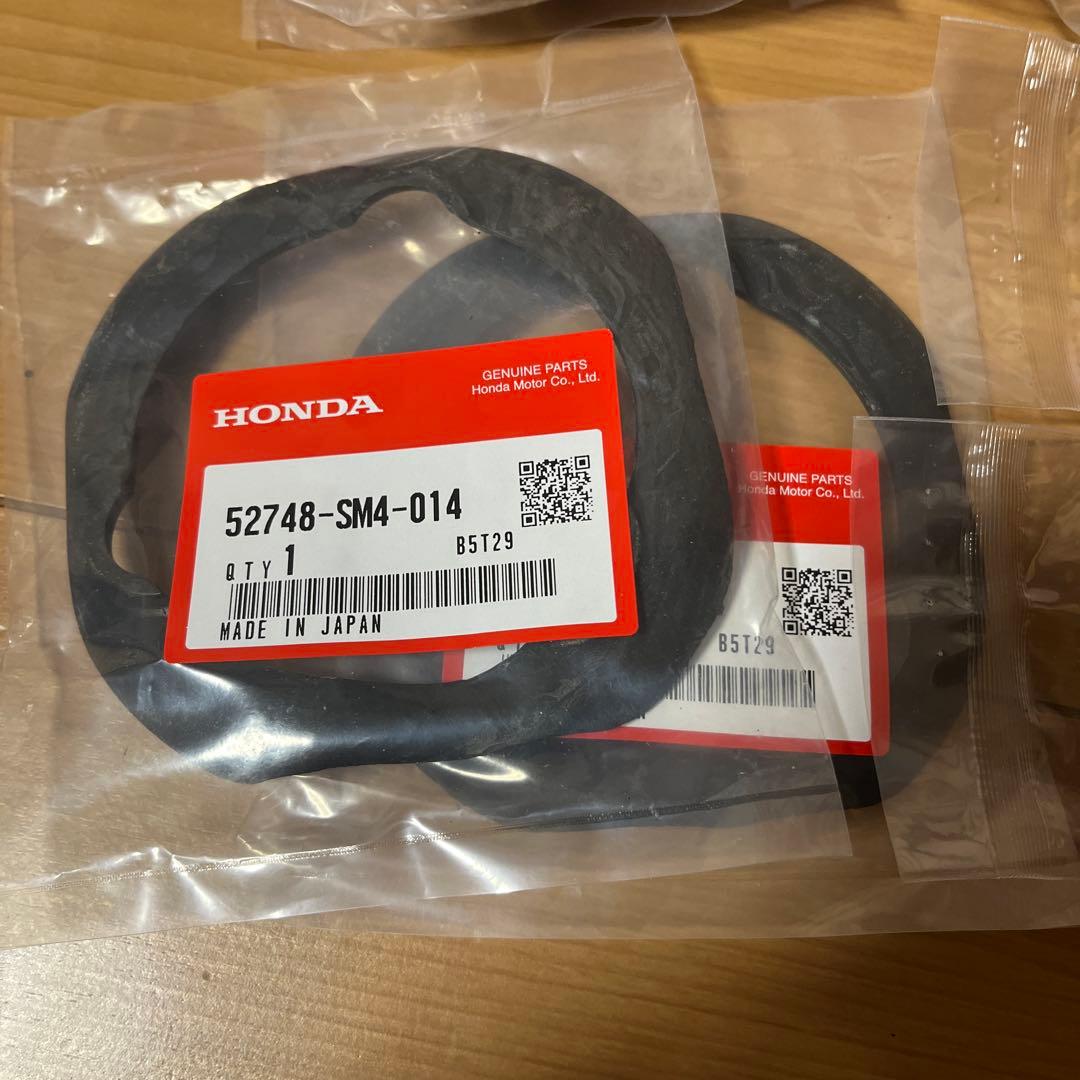 GENUINE PARTS
Honda Motor Co., Ltd.
HONDA
52748-SM4-014
B5T29
QTY 1
MADE IN JAPAN
GENUINE PARTS
Honda Motor Co., Ltd.
B5T29